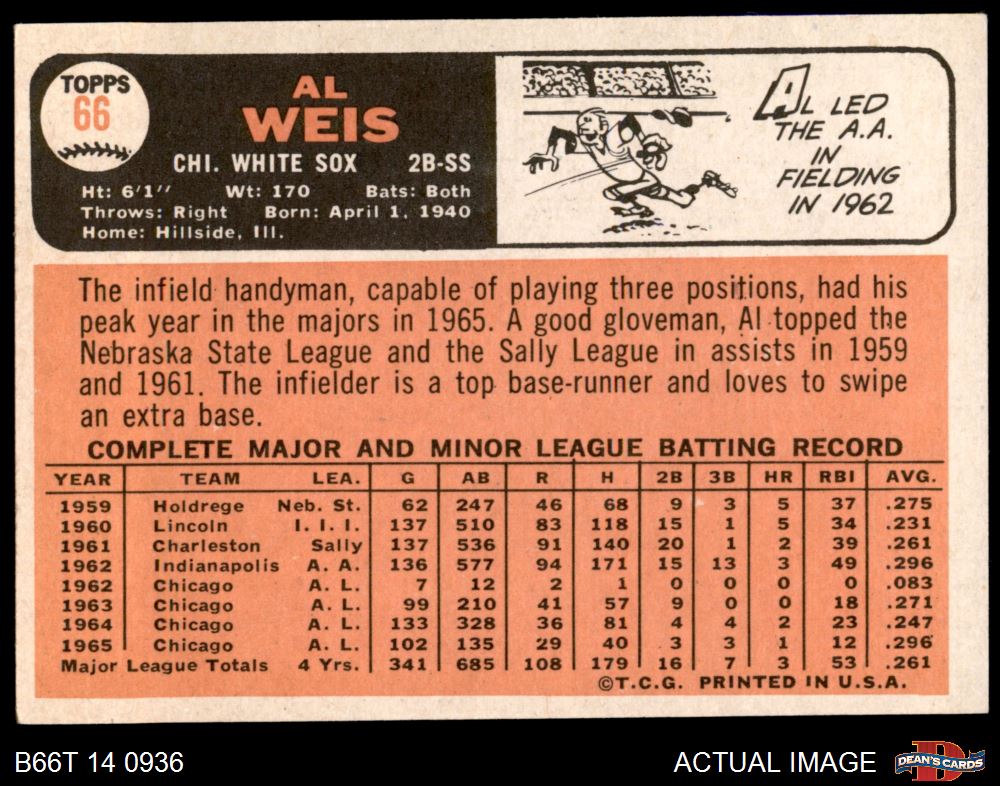 TOPPS
66
AL
WEIS
CHI. WHITE SOX 2B-SS
Ht: 6'1" Wt: 170 Bats: Both
Throws: Right Born: April 1, 1940
Home: Hillside, Ill.
AL LED
THE A.A.
IN
FIELDING
IN 1962
The infield handyman, capable of playing three positions, had his
peak year in the majors in 1965. A good gloveman, Al topped the
Nebraska State League and the Sally League in assists in 1959
and 1961. The infielder is a top base-runner and loves to swipe
an extra base.
COMPLETE MAJOR AND MINOR LEAGUE BATTING RECORD
YEAR TEAM LEA. G AB R H 2B 3B HR RBI AVG.
1959 Holdrege Neb. St. 62 247 46 68 9 3 5 37 .275
1960 Lincoln I. I. I. 137 510 83 118 15 1 5 34 .231
1961 Charleston Sally 137 536 91 140 20 1 2 39 .261
1962 Indianapolis A. A. 136 577 94 171 15 13 3 49 .296
1962 Chicago A. L. 7 12 2 1 0 0 0 0 .083
1963 Chicago A. L. 99 210 41 57 9 0 0 18 .271
1964 Chicago A. L. 133 328 36 81 4 4 2 23 .247
1965 Chicago A. L. 102 135 29 40 3 3 1 12 .296
Major League Totals 4 Yrs. 341 685 108 179 16 7 3 53 .261
©T.C.G. PRINTED IN U.S.A.
B66T 14 0936 ACTUAL IMAGE DEAN'S CARDS